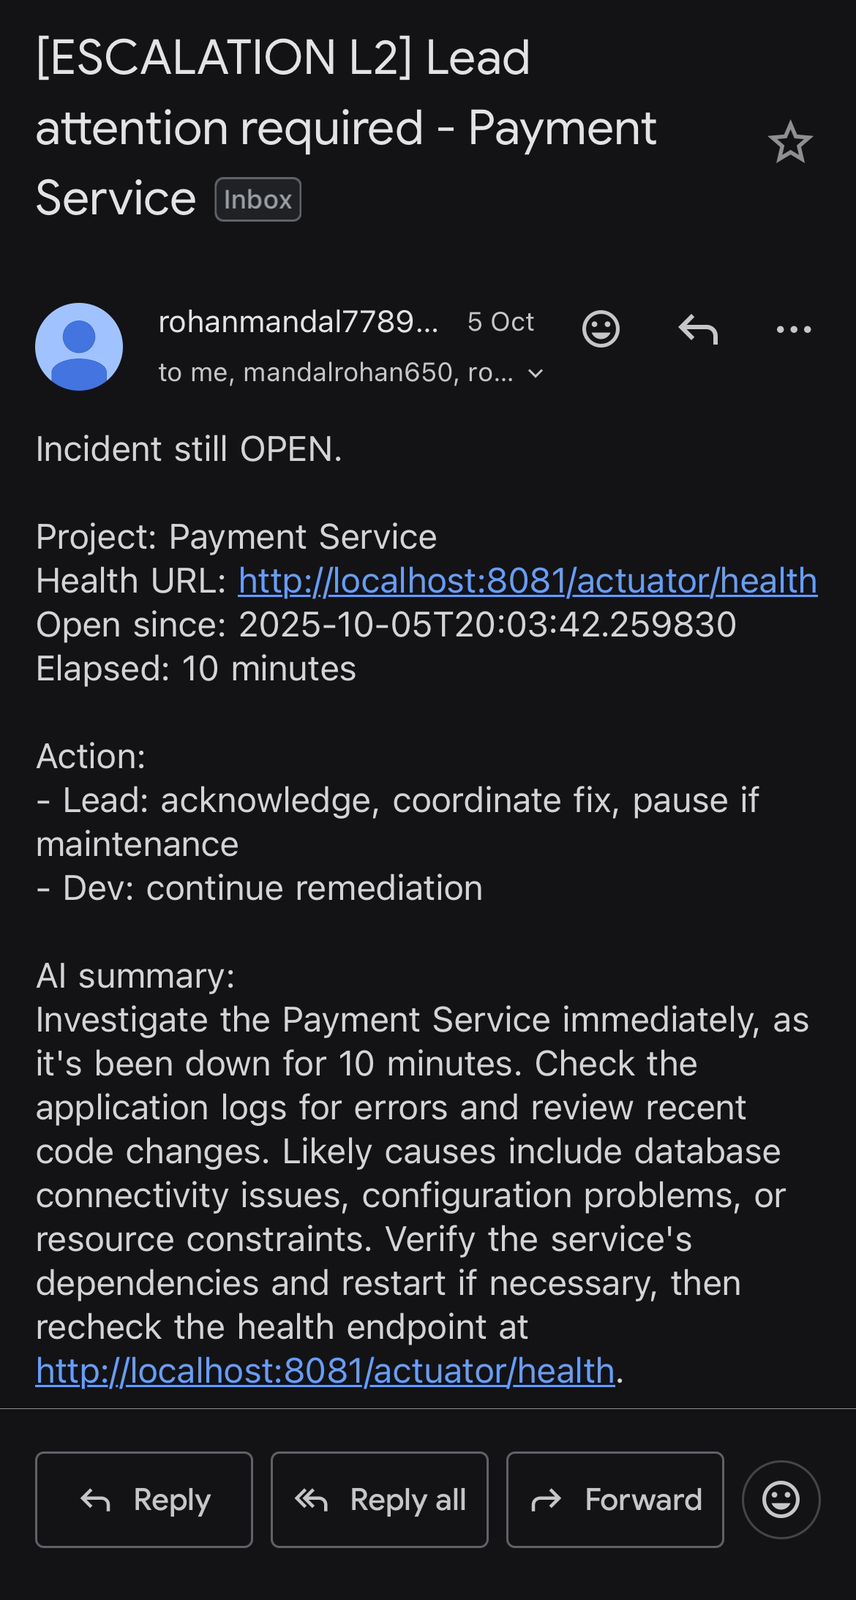 [ESCALATION L2] Lead
attention required - Payment
Service Inbox
rohanmandal7789... 5 Oct
to me, mandalrohan650, ro...
Incident still OPEN.
Project: Payment Service
Health URL: http://localhost:8081/actuator/health
Open since: 2025-10-05T20:03:42.259830
Elapsed: 10 minutes
Action:
- Lead: acknowledge, coordinate fix, pause if
maintenance
- Dev: continue remediation
AI summary:
Investigate the Payment Service immediately, as
it's been down for 10 minutes. Check the
application logs for errors and review recent
code changes. Likely causes include database
connectivity issues, configuration problems, or
resource constraints. Verify the service's
dependencies and restart if necessary, then
recheck the health endpoint at
http://localhost:8081/actuator/health.
Reply Reply all Forward